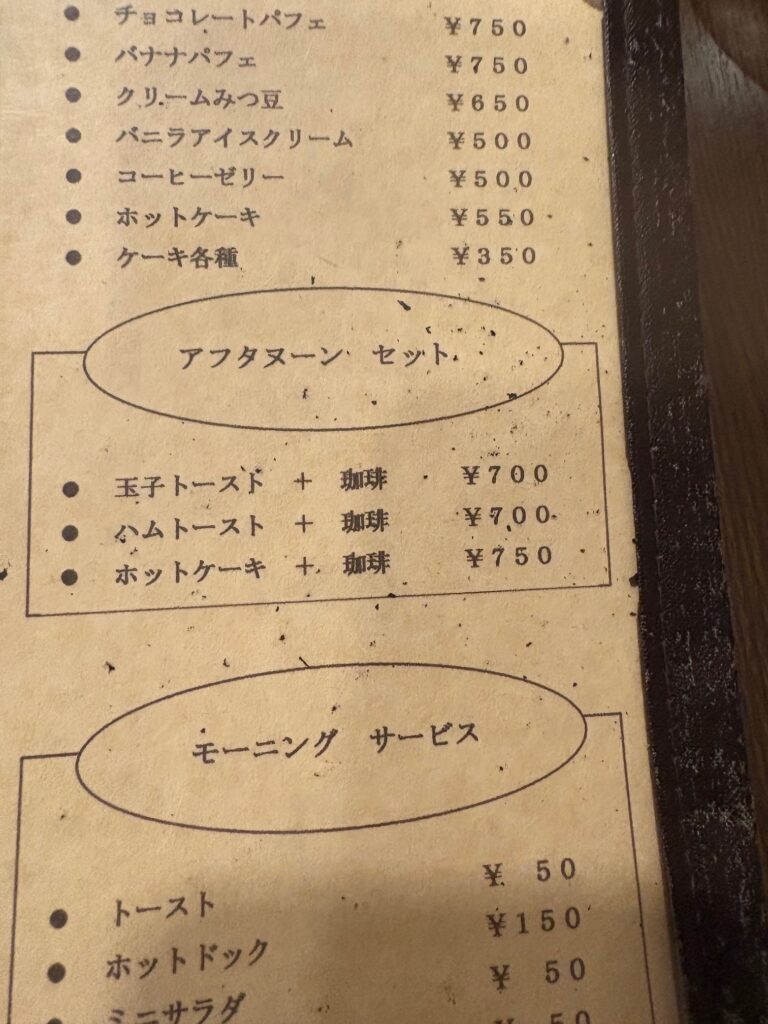 ● チョコレートパフェ ¥750
● バナナパフェ ¥750
● クリームみつ豆 ¥650
● バニラアイスクリーム ¥500
● コーヒーゼリー ¥500
● ホットケーキ ¥550
● ケーキ各種 ¥350
アフタヌーン セット
● 玉子トースト + 珈琲 ¥700
● ハムトースト + 珈琲 ¥700
● ホットケーキ + 珈琲 ¥750
モーニング サービス
● トースト ¥ 50
● ホットドック ¥150
● ミニサラダ ¥ 50
¥ 50